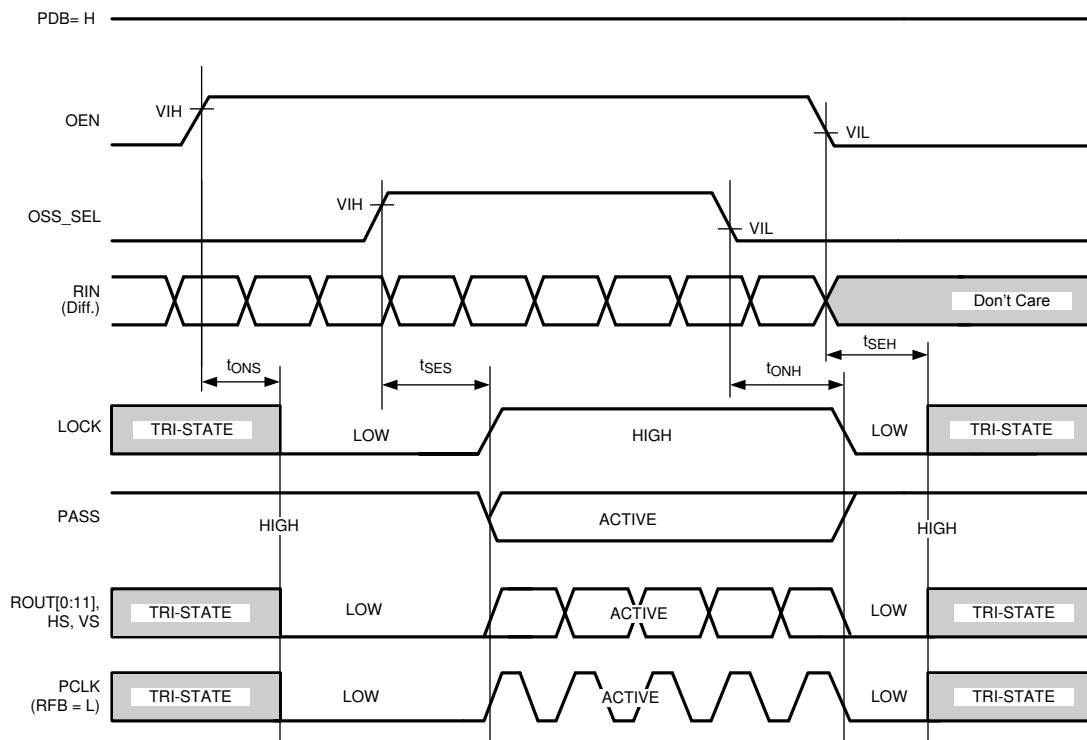 PDB= H
OEN
VIH
VIL
OSS_SEL
VIH
VIL
RIN
(Diff.)
Don't Care
tONS
tSES
tONH
tSEH
LOCK
TRI-STATE
LOW
HIGH
LOW
TRI-STATE
PASS
HIGH
ACTIVE
HIGH
ROUT[0:11],
HS, VS
TRI-STATE
LOW
ACTIVE
LOW
TRI-STATE
PCLK
(RFB = L)
TRI-STATE
LOW
ACTIVE
LOW
TRI-STATE